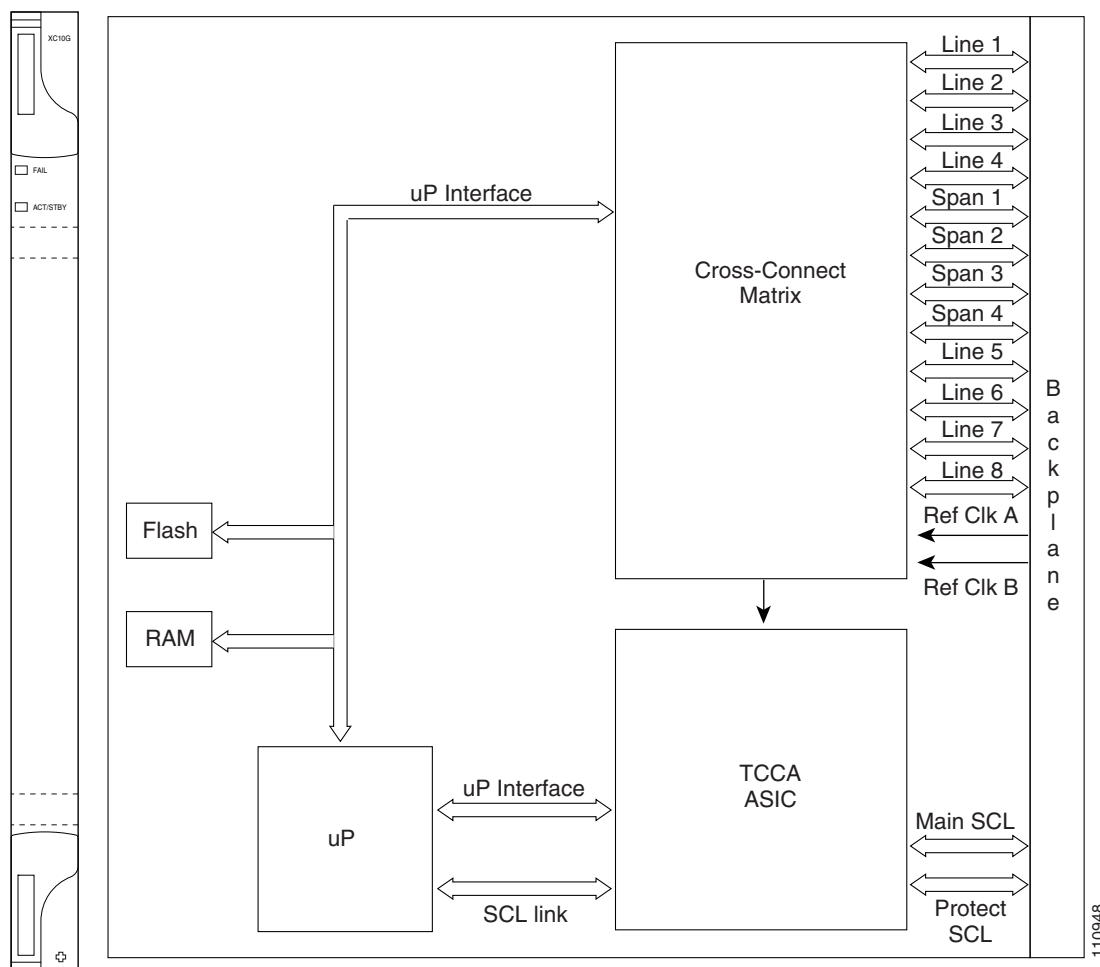 XC10G
FAIL
ACT/STBY
uP Interface
Cross-Connect
Matrix
Line 1
Line 2
Line 3
Line 4
Span 1
Span 2
Span 3
Span 4
Line 5
Line 6
Line 7
Line 8
Ref Clk A
Ref Clk B
Backplane
Flash
RAM
uP
uP Interface
SCL link
TCCA
ASIC
Main SCL
Protect
SCL
110948